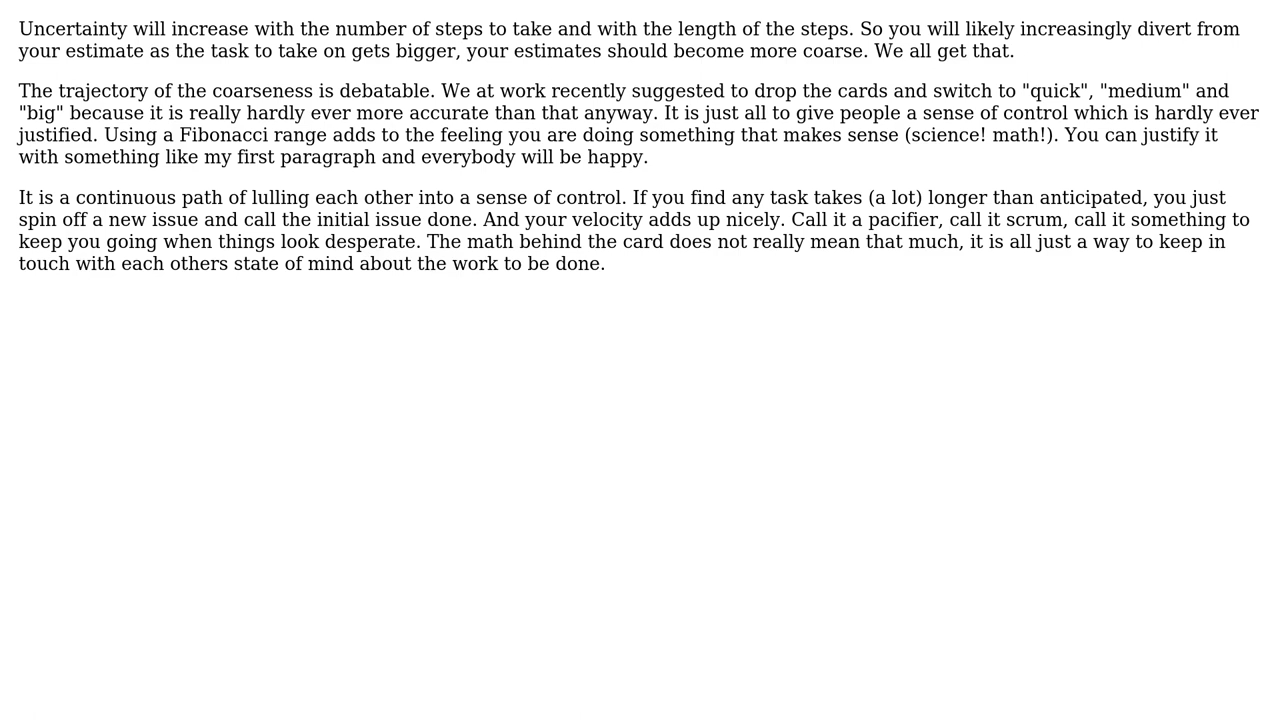 Uncertainty will increase with the number of steps to take and with the length of the steps. So you will likely increasingly divert from
your estimate as the task to take on gets bigger, your estimates should become more coarse. We all get that.
The trajectory of the coarseness is debatable. We at work recently suggested to drop the cards and switch to "quick", "medium" and
"big" because it is really hardly ever more accurate than that anyway. It is just all to give people a sense of control which is hardly ever
justified. Using a Fibonacci range adds to the feeling you are doing something that makes sense (science! math!). You can justify it
with something like my first paragraph and everybody will be happy.
It is a continuous path of lulling each other into a sense of control. If you find any task takes (a lot) longer than anticipated, you just
spin off a new issue and call the initial issue done. And your velocity adds up nicely. Call it a pacifier, call it scrum, call it something to
keep you going when things look desperate. The math behind the card does not really mean that much, it is all just a way to keep in
touch with each others state of mind about the work to be done.